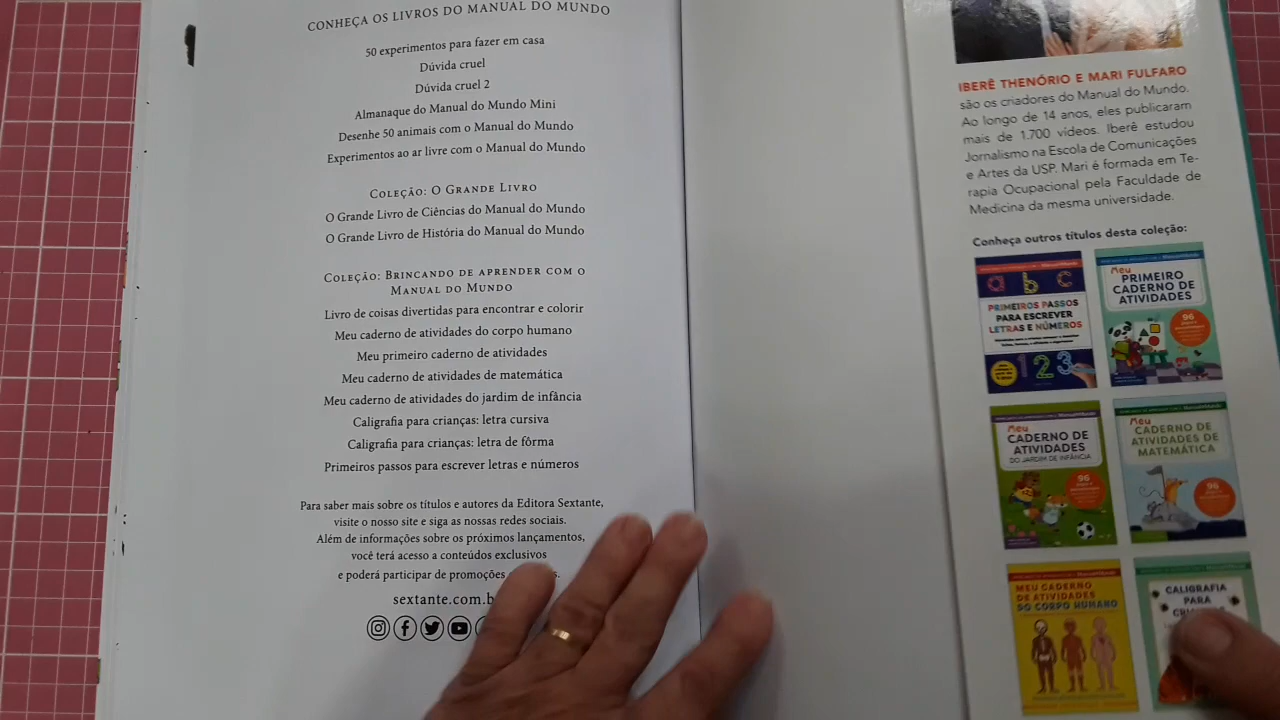 CONHEÇA OS LIVROS DO MANUAL DO MUNDO
50 experimentos para fazer em casa
Dúvida cruel
Dúvida cruel 2
Almanaque do Manual do Mundo Mini
Desenhe 50 animais com o Manual do Mundo
Experimentos ao ar livre com o Manual do Mundo
COLEÇÃO: O GRANDE LIVRO
O Grande Livro de Ciências do Manual do Mundo
O Grande Livro de História do Manual do Mundo
COLEÇÃO: BRINCANDO DE APRENDER COM O
MANUAL DO MUNDO
Livro de coisas divertidas para encontrar e colorir
Meu caderno de atividades do corpo humano
Meu primeiro caderno de atividades
Meu caderno de atividades de matemática
Meu caderno de atividades do jardim de infância
Caligrafia para crianças: letra cursiva
Caligrafia para crianças: letra de fôrma
Primeiros passos para escrever letras e números
Para saber mais sobre os títulos e autores da Editora Sextante,
visite o nosso site e siga as nossas redes sociais.
Além de informações sobre os próximos lançamentos,
você terá acesso a conteúdos exclusivos
e poderá participar de promoções
sextante.com.b
IBERÊ THENÓRIO E MARI FULFARO
são os criadores do Manual do Mundo.
Ao longo de 14 anos, eles publicaram
mais de 1.700 vídeos. Iberê estudou
Jornalismo na Escola de Comunicações
e Artes da USP. Mari é formada em Te-
rapia Ocupacional pela Faculdade de
Medicina da mesma universidade.
Conheça outros títulos desta coleção:
a b c
PRIMEIROS PASSOS
PARA ESCREVER
LETRAS E NÚMEROS
123
Meu
PRIMEIRO
CADERNO DE
ATIVIDADES
96
Meu
CADERNO DE
ATIVIDADES
DO JARDIM DE INFÂNCIA
96
Meu
CADERNO DE
ATIVIDADES DE
MATEMÁTICA
96
MEU CADERNO
DE ATIVIDADES
DO CORPO HUMANO
CALIGRAFIA
PARA